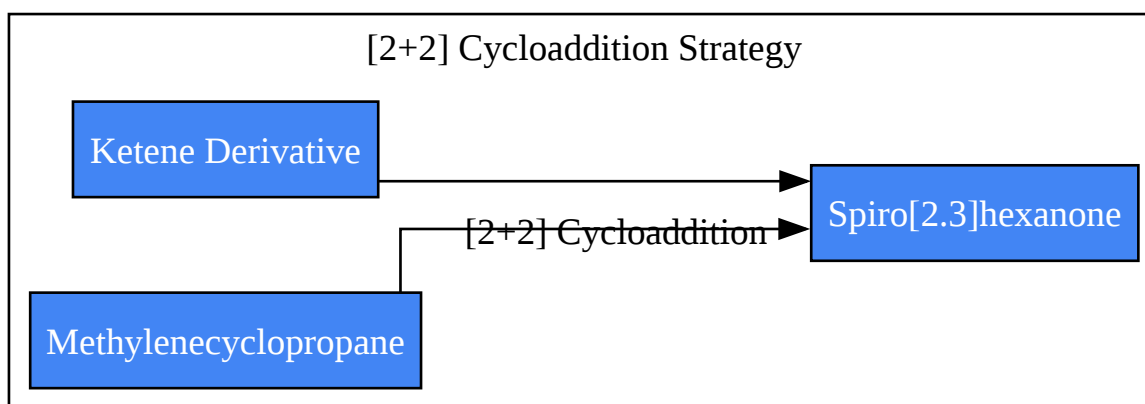 [2+2] Cycloaddition Strategy
Ketene Derivative
Spiro[2.3]hexanone
[2+2] Cycloaddition
Methylenecyclopropane